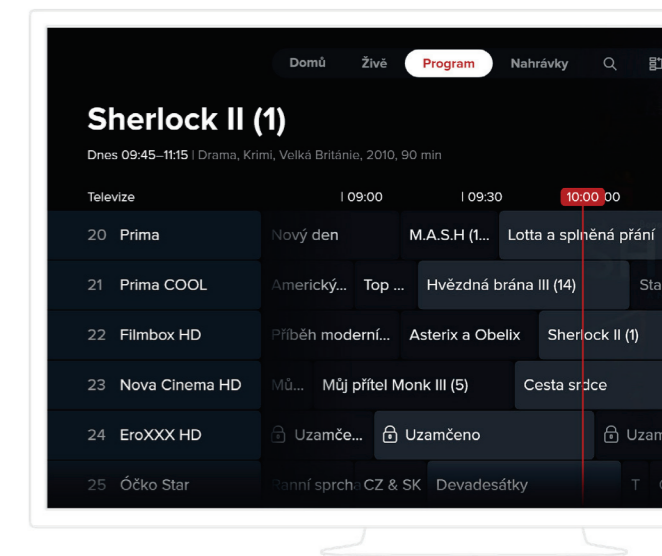 Domů Živě Program Nahrávky
Sherlock II (1)
Dnes 09:45–11:15 | Drama, Krimi, Velká Británie, 2010, 90 min
Televize | 09:00 | 09:30 10:00 00
20 Prima Nový den M.A.S.H (1... Lotta a splněná přání
21 Prima COOL Americký... Top ... Hvězdná brána III (14) Sta
22 Filmbox HD Příběh moderní... Asterix a Obelix Sherlock II (1)
23 Nova Cinema HD Mů... Můj přítel Monk III (5) Cesta srdce
24 EroXXX HD Uzamče... Uzamčeno Uzam
25 Óčko Star Ranní sprcha CZ & SK Devadesátky T